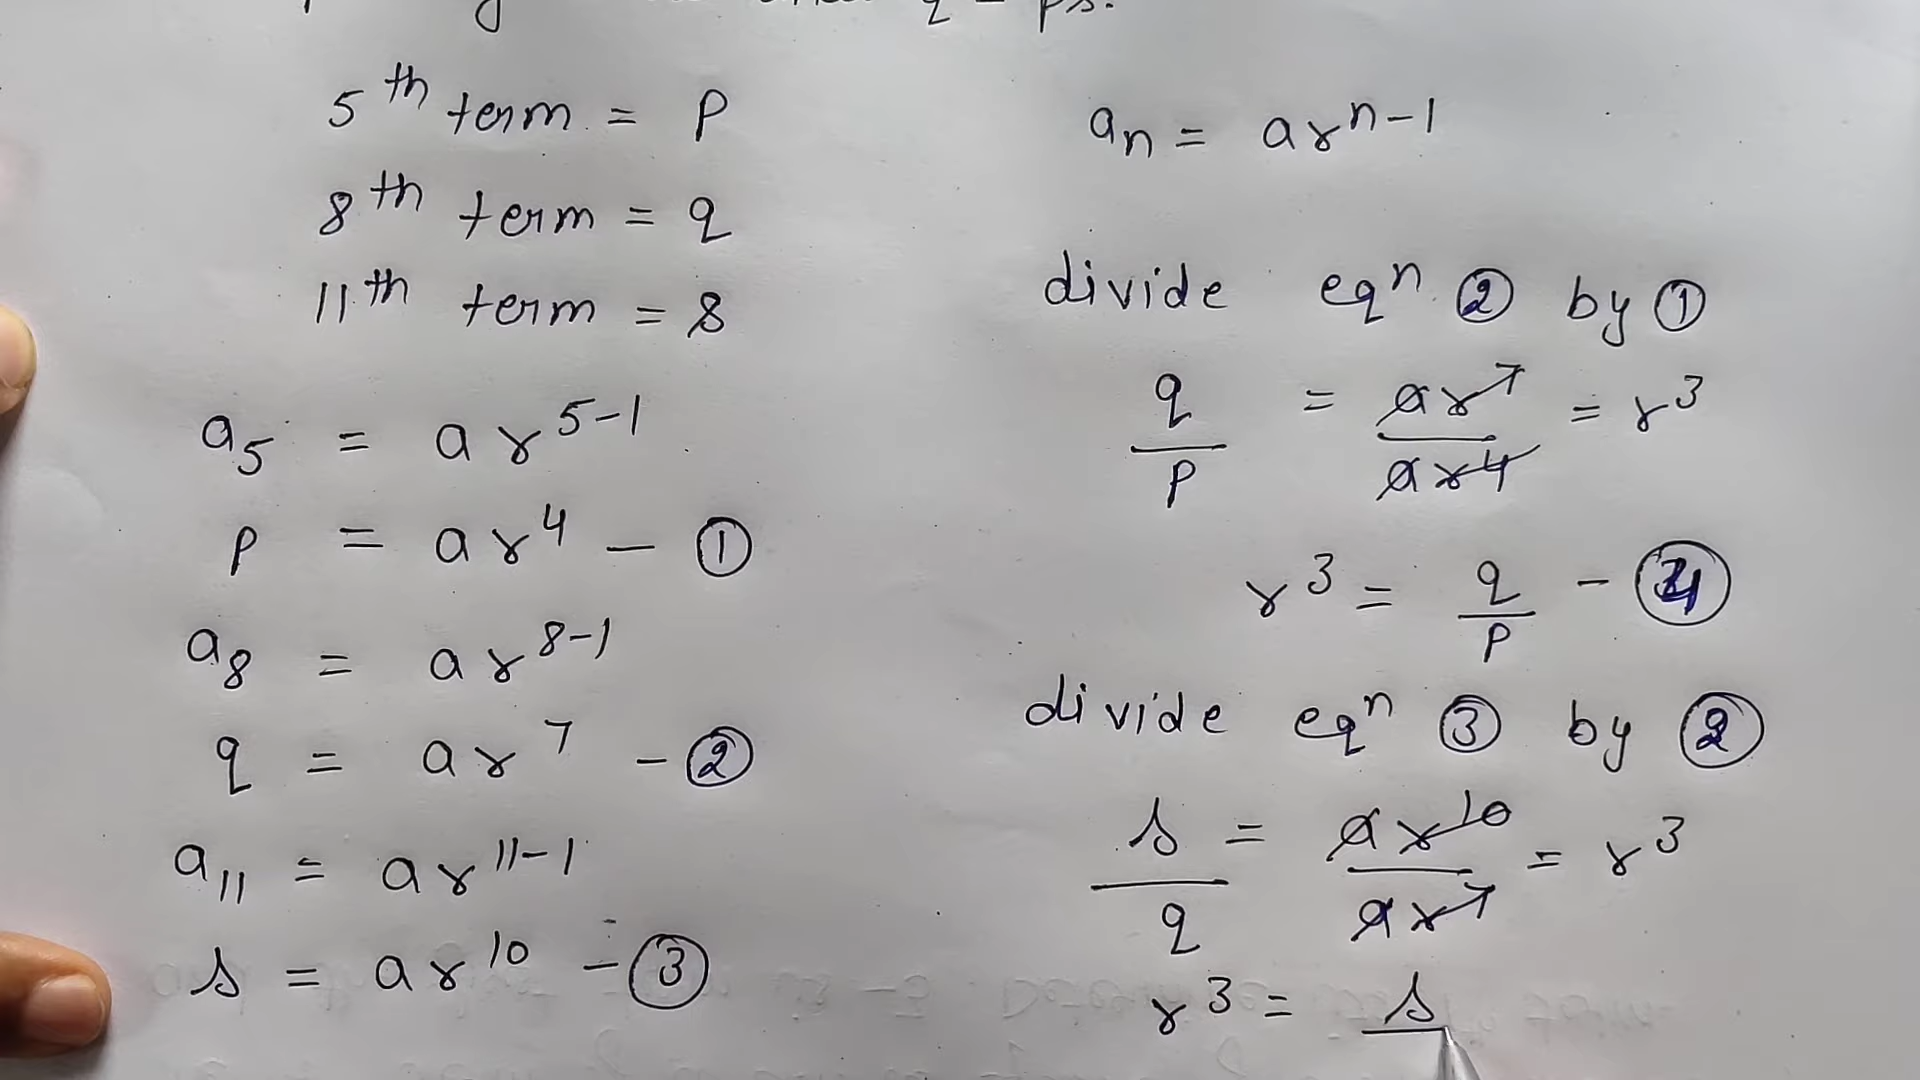 q = ps.
5th term = p
8th term = q
11th term = s
a5 = ar^5-1
p = ar^4 - ①
a8 = ar^8-1
q = ar^7 - ②
a11 = ar^11-1
s = ar^10 - ③
an = ar^n-1
divide eqn ② by ①
q/p = ar^7/ar^4 = r^3
r^3 = q/p - ④
divide eqn ③ by ②
s/q = ar^10/ar^7 = r^3
r^3 = s